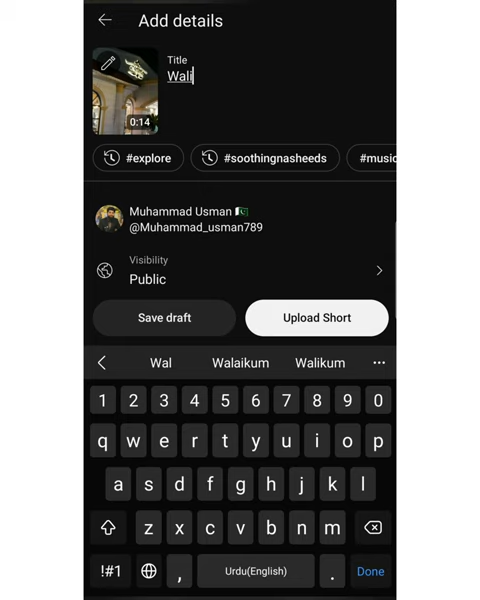 Add details
Title
Wali
0:14
#explore
#soothingnasheeds
#music
Muhammad Usman 🇵🇰
@Muhammad_usman789
Visibility
Public
Save draft
Upload Short
Wal
Walaikum
Walikum
1 2 3 4 5 6 7 8 9 0
q w e r t y u i o p
a s d f g h j k l
z x c v b n m
!#1 , Urdu(English) . Done